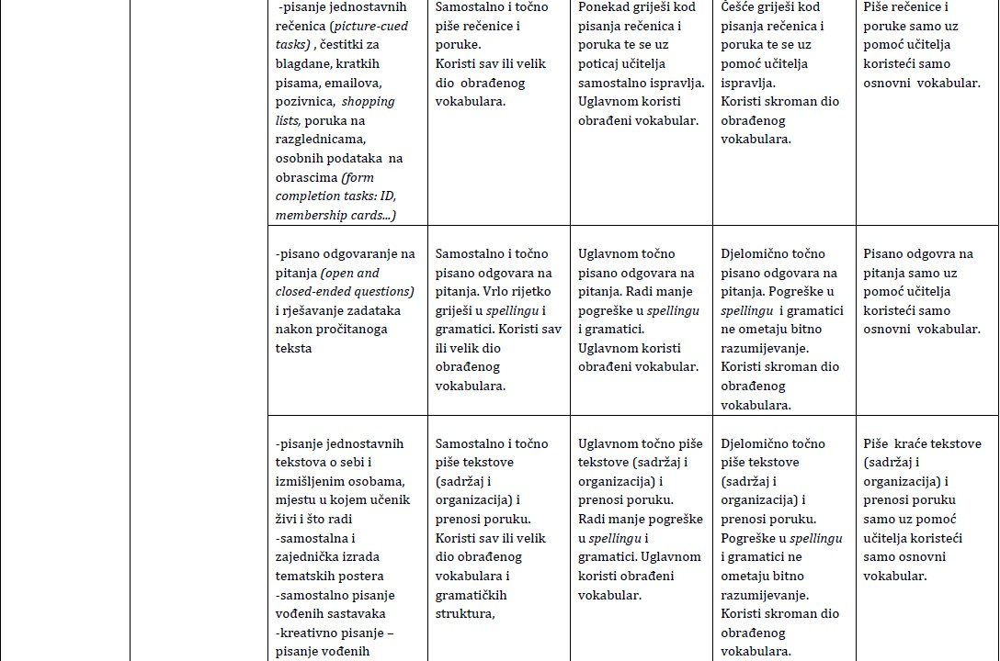 -pisanje jednostavnih
rečenica (picture-cued
tasks) , čestitki za
blagdane, kratkih
pisama, emailova,
pozivnica, shopping
lists, poruka na
razglednicama,
osobnih podataka na
obrascima (form
completion tasks: ID,
membership cards...)
Samostalno i točno
piše rečenice i
poruke.
Koristi sav ili velik
dio obrađenog
vokabulara.
Ponekad griješi kod
pisanja rečenica i
poruka te se uz
poticaj učitelja
samostalno ispravlja.
Uglavnom koristi
obrađeni vokabular.
Češće griješi kod
pisanja rečenica i
poruka te se uz
pomoć učitelja
ispravlja.
Koristi skroman dio
obrađenog
vokabulara.
Piše rečenice i
poruke samo uz
pomoć učitelja
koristeći samo
osnovni vokabular.
-pisano odgovaranje na
pitanja (open and
closed-ended questions)
i rješavanje zadataka
nakon pročitanoga
teksta
Samostalno i točno
pisano odgovara na
pitanja. Vrlo rijetko
griješi u spellingu i
gramatici. Koristi sav
ili velik dio
obrađenog
vokabulara.
Uglavnom točno
pisano odgovara na
pitanja. Radi manje
pogreške u spellingu
i gramatici.
Uglavnom koristi
obrađeni vokabular.
Djelomično točno
pisano odgovara na
pitanja. Pogreške u
spellingu i gramatici
ne ometaju bitno
razumijevanje.
Koristi skroman dio
obrađenog
vokabulara.
Pisano odgovra na
pitanja samo uz
pomoć učitelja
koristeći samo
osnovni vokabular.
-pisanje jednostavnih
tekstova o sebi i
izmišljenim osobama,
mjestu u kojem učenik
živi i što radi
-samostalna i
zajednička izrada
tematskih postera
-samostalno pisanje
vođenih sastavaka
-kreativno pisanje –
pisanje vođenih
Samostalno i točno
piše tekstove
(sadržaj i
organizacija) i
prenosi poruku.
Koristi sav ili velik
dio obrađenog
vokabulara i
gramatičkih
struktura,
Uglavnom točno piše
tekstove (sadržaj i
organizacija) i
prenosi poruku.
Radi manje pogreške
u spellingu i
gramatici. Uglavnom
koristi obrađeni
vokabular.
Djelomično točno
piše tekstove
(sadržaj i
organizacija) i
prenosi poruku.
Pogreške u spellingu
i gramatici ne
ometaju bitno
razumijevanje.
Koristi skroman dio
obrađenog
vokabulara.
Piše kraće tekstove
(sadržaj i
organizacija) i
prenosi poruku
samo uz pomoć
učitelja koristeći
samo osnovni
vokabular.